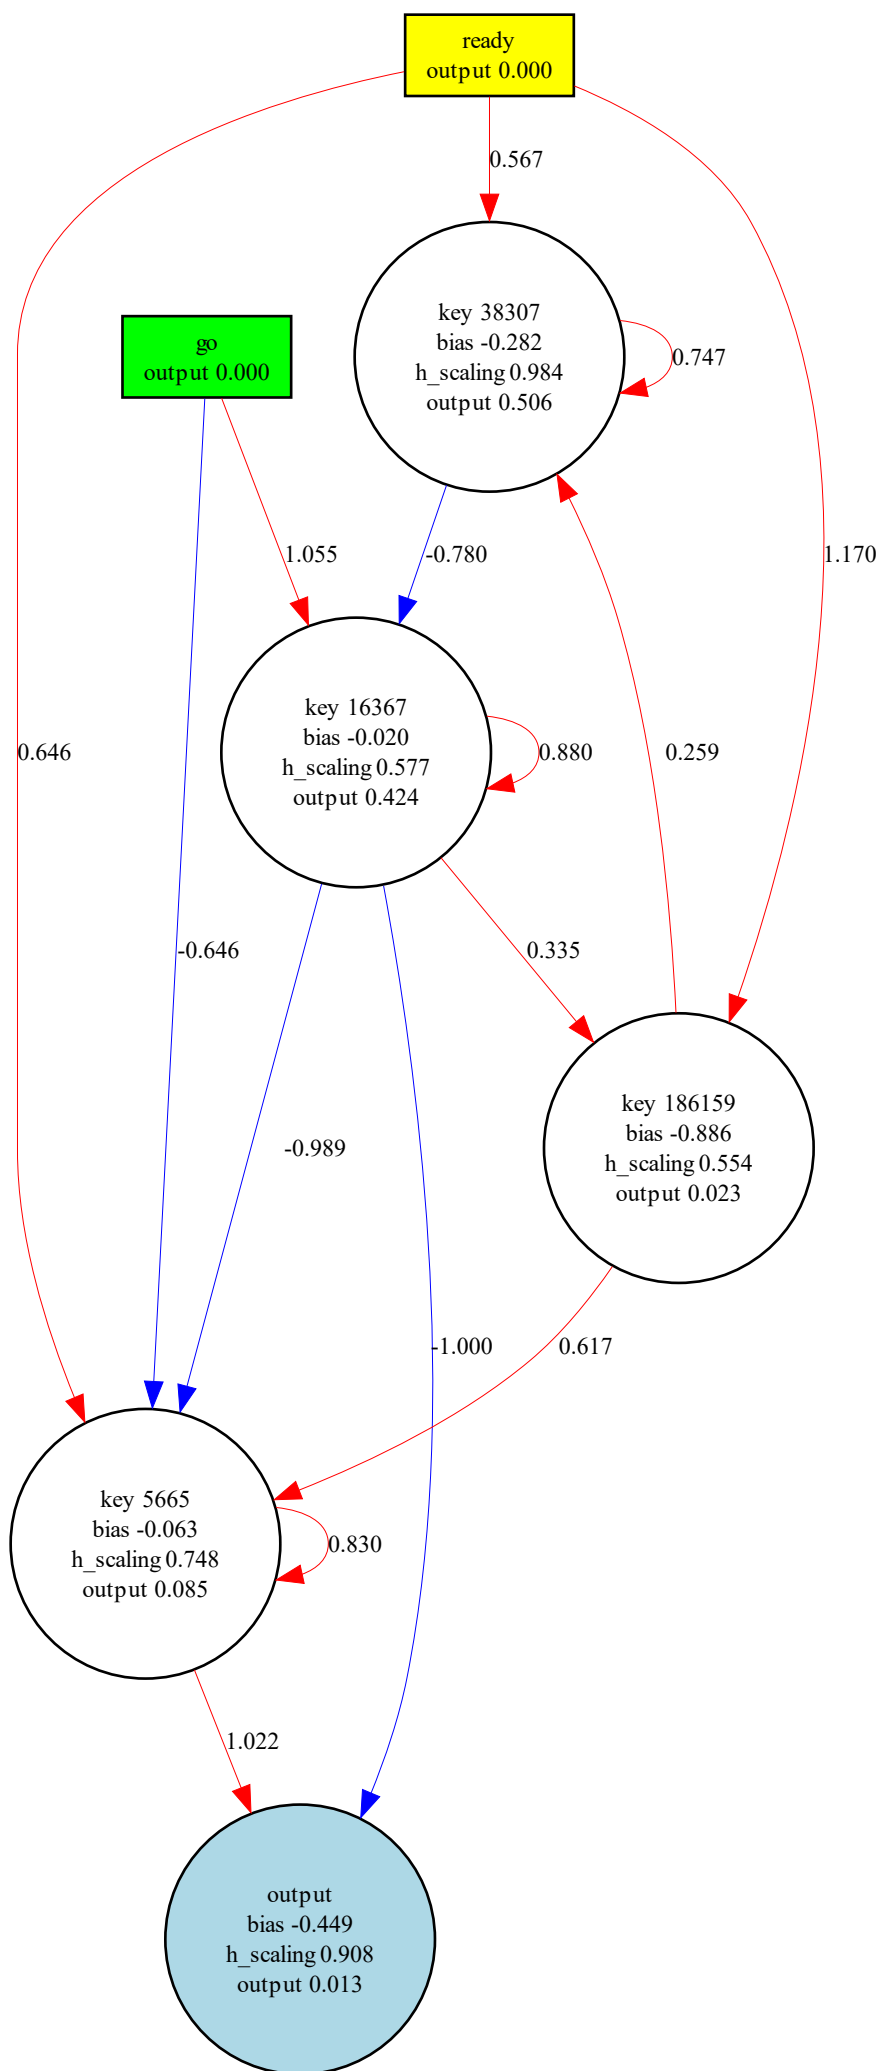 ready
output 0.000
0.567
key 38307
bias -0.282
h_scaling 0.984
output 0.506
0.747
go
output 0.000
1.055
-0.780
1.170
key 16367
bias -0.020
h_scaling 0.577
output 0.424
0.880
0.646
0.259
-0.646
0.335
key 186159
bias -0.886
h_scaling 0.554
output 0.023
-0.989
-1.000
0.617
key 5665
bias -0.063
h_scaling 0.748
output 0.085
0.830
1.022
output
bias -0.449
h_scaling 0.908
output 0.013